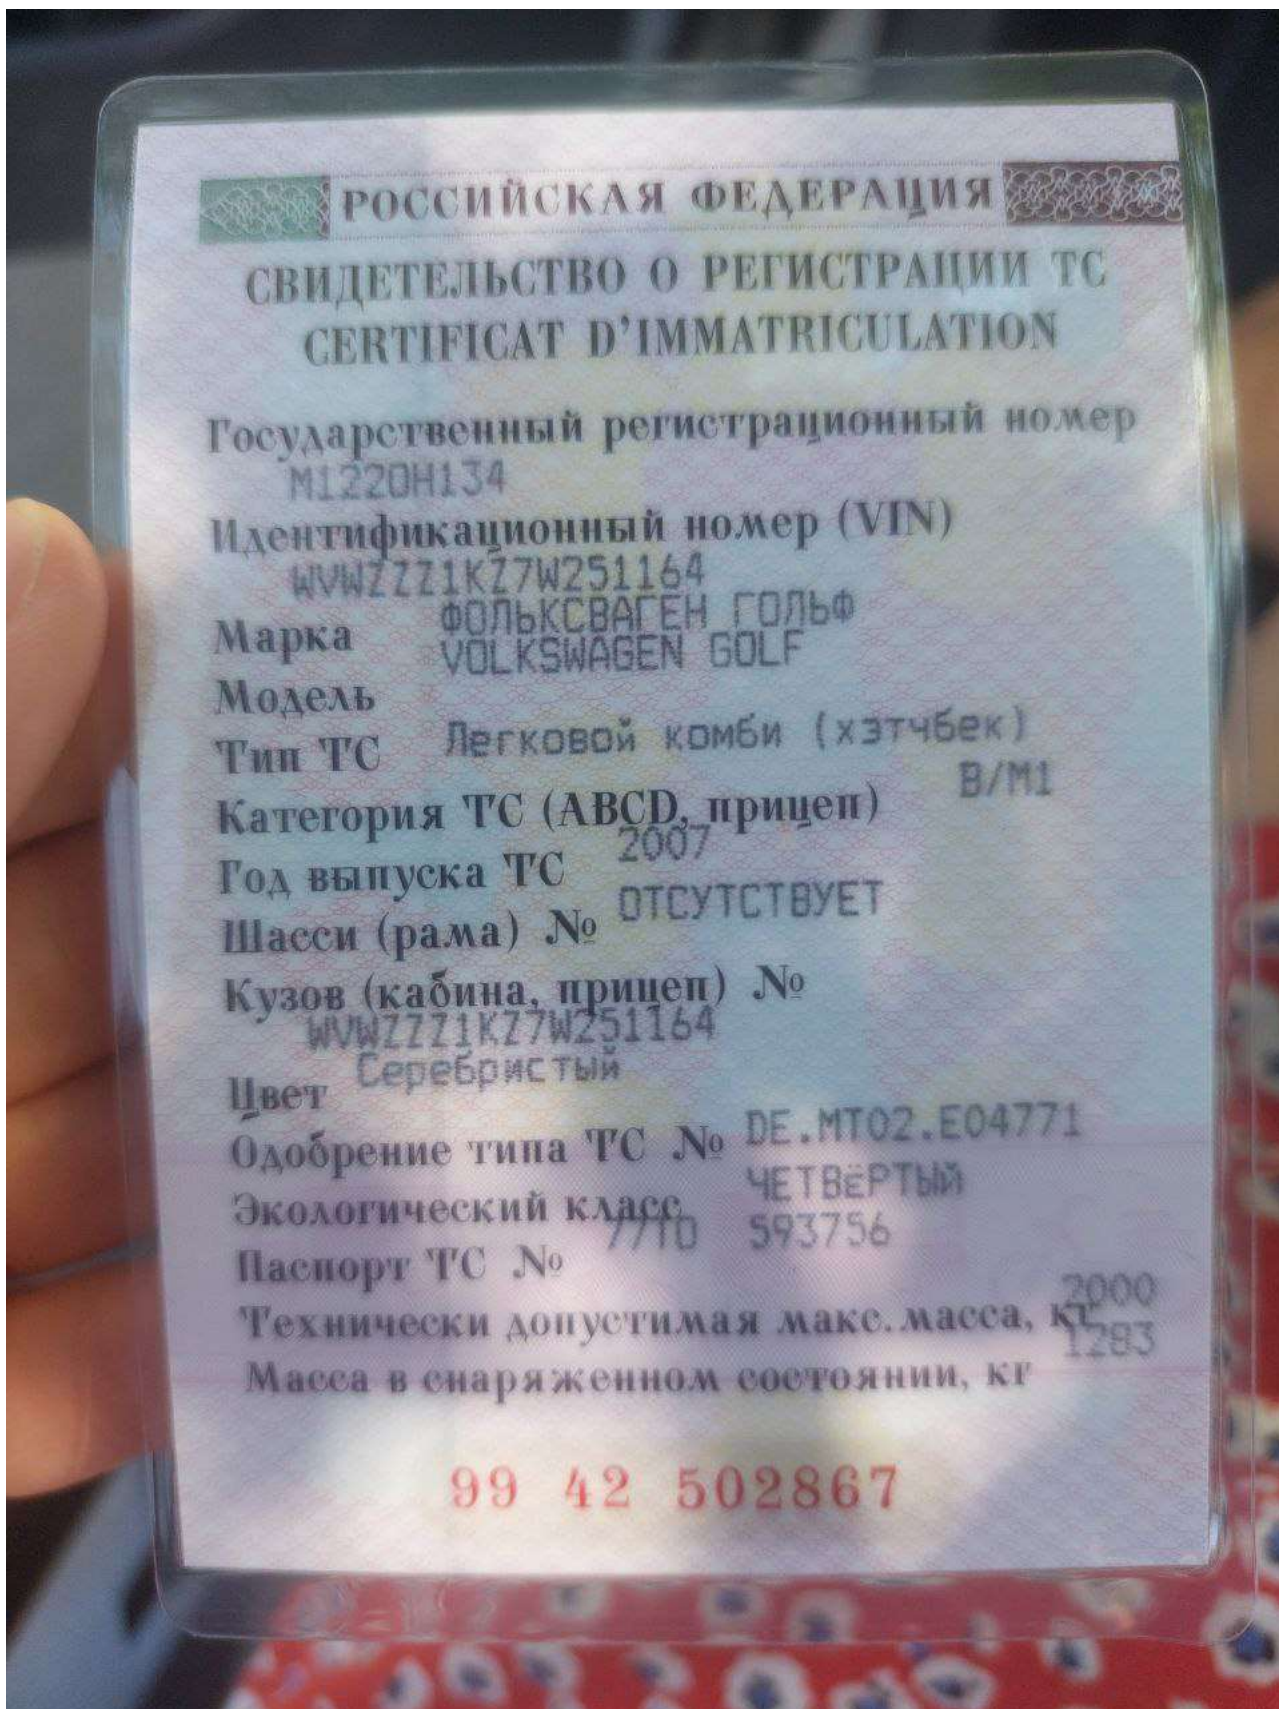 РОССИЙСКАЯ ФЕДЕРАЦИЯ
СВИДЕТЕЛЬСТВО О РЕГИСТРАЦИИ ТС
CERTIFICAT D'IMMATRICULATION
Государственный регистрационный номер
М122ОН134
Идентификационный номер (VIN)
WVWZZZ1KZ7W251164
Марка ФОЛЬКСВАГЕН ГОЛЬФ
VOLKSWAGEN GOLF
Модель
Тип ТС Легковой комби (хэтчбек)
Категория ТС (ABCD, прицеп) B/M1
Год выпуска ТС 2007
Шасси (рама) № ОТСУТСТВУЕТ
Кузов (кабина, прицеп) №
WVWZZZ1KZ7W251164
Цвет Серебристый
Одобрение типа ТС № DE.MT02.E04771
Экологический класс ЧЕТВЁРТЫЙ
Паспорт ТС № 77ТО 593756
Технически допустимая макс.масса, кг 2000
Масса в снаряженном состоянии, кг 1283
99 42 502867